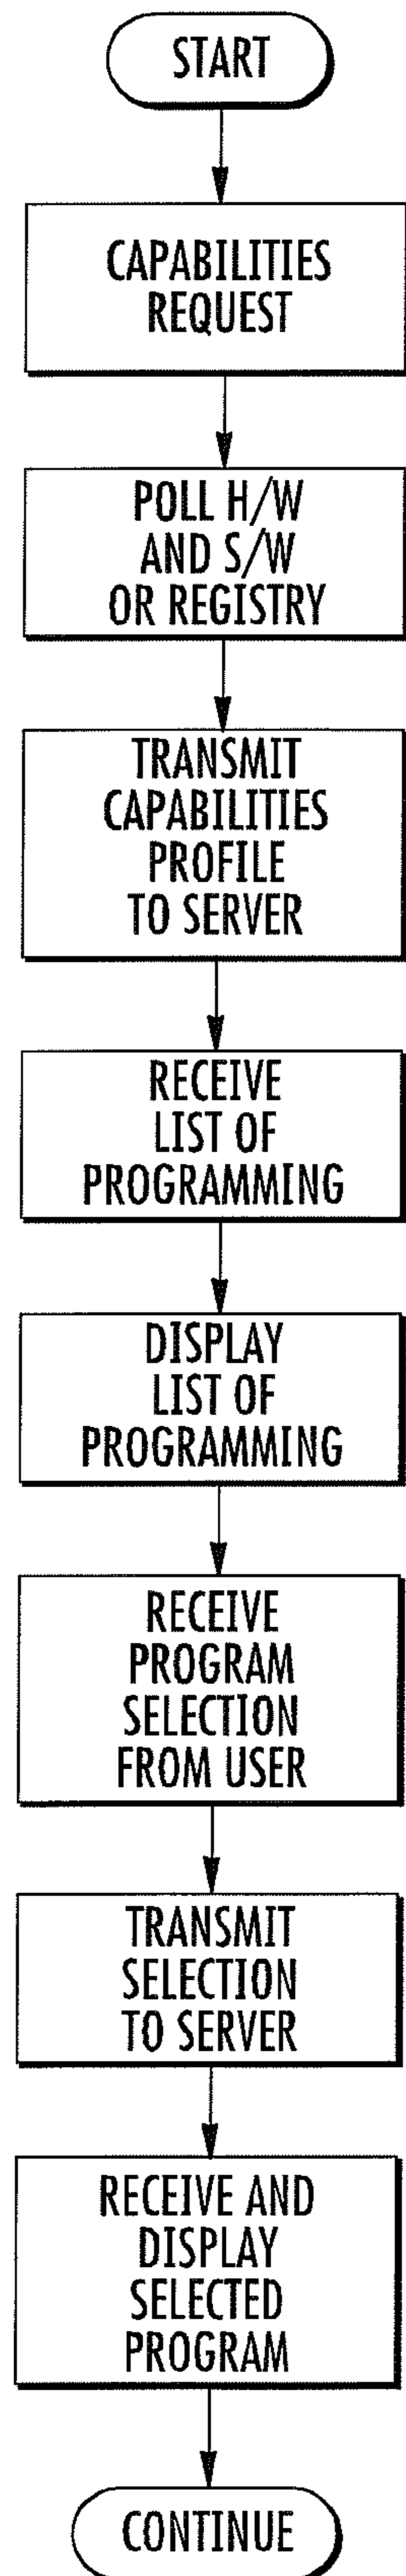 START
CAPABILITIES
REQUEST
POLL H/W
AND S/W
OR REGISTRY
TRANSMIT
CAPABILITIES
PROFILE
TO SERVER
RECEIVE
LIST OF
PROGRAMMING
DISPLAY
LIST OF
PROGRAMMING
RECEIVE
PROGRAM
SELECTION
FROM USER
TRANSMIT
SELECTION
TO SERVER
RECEIVE AND
DISPLAY
SELECTED
PROGRAM
CONTINUE